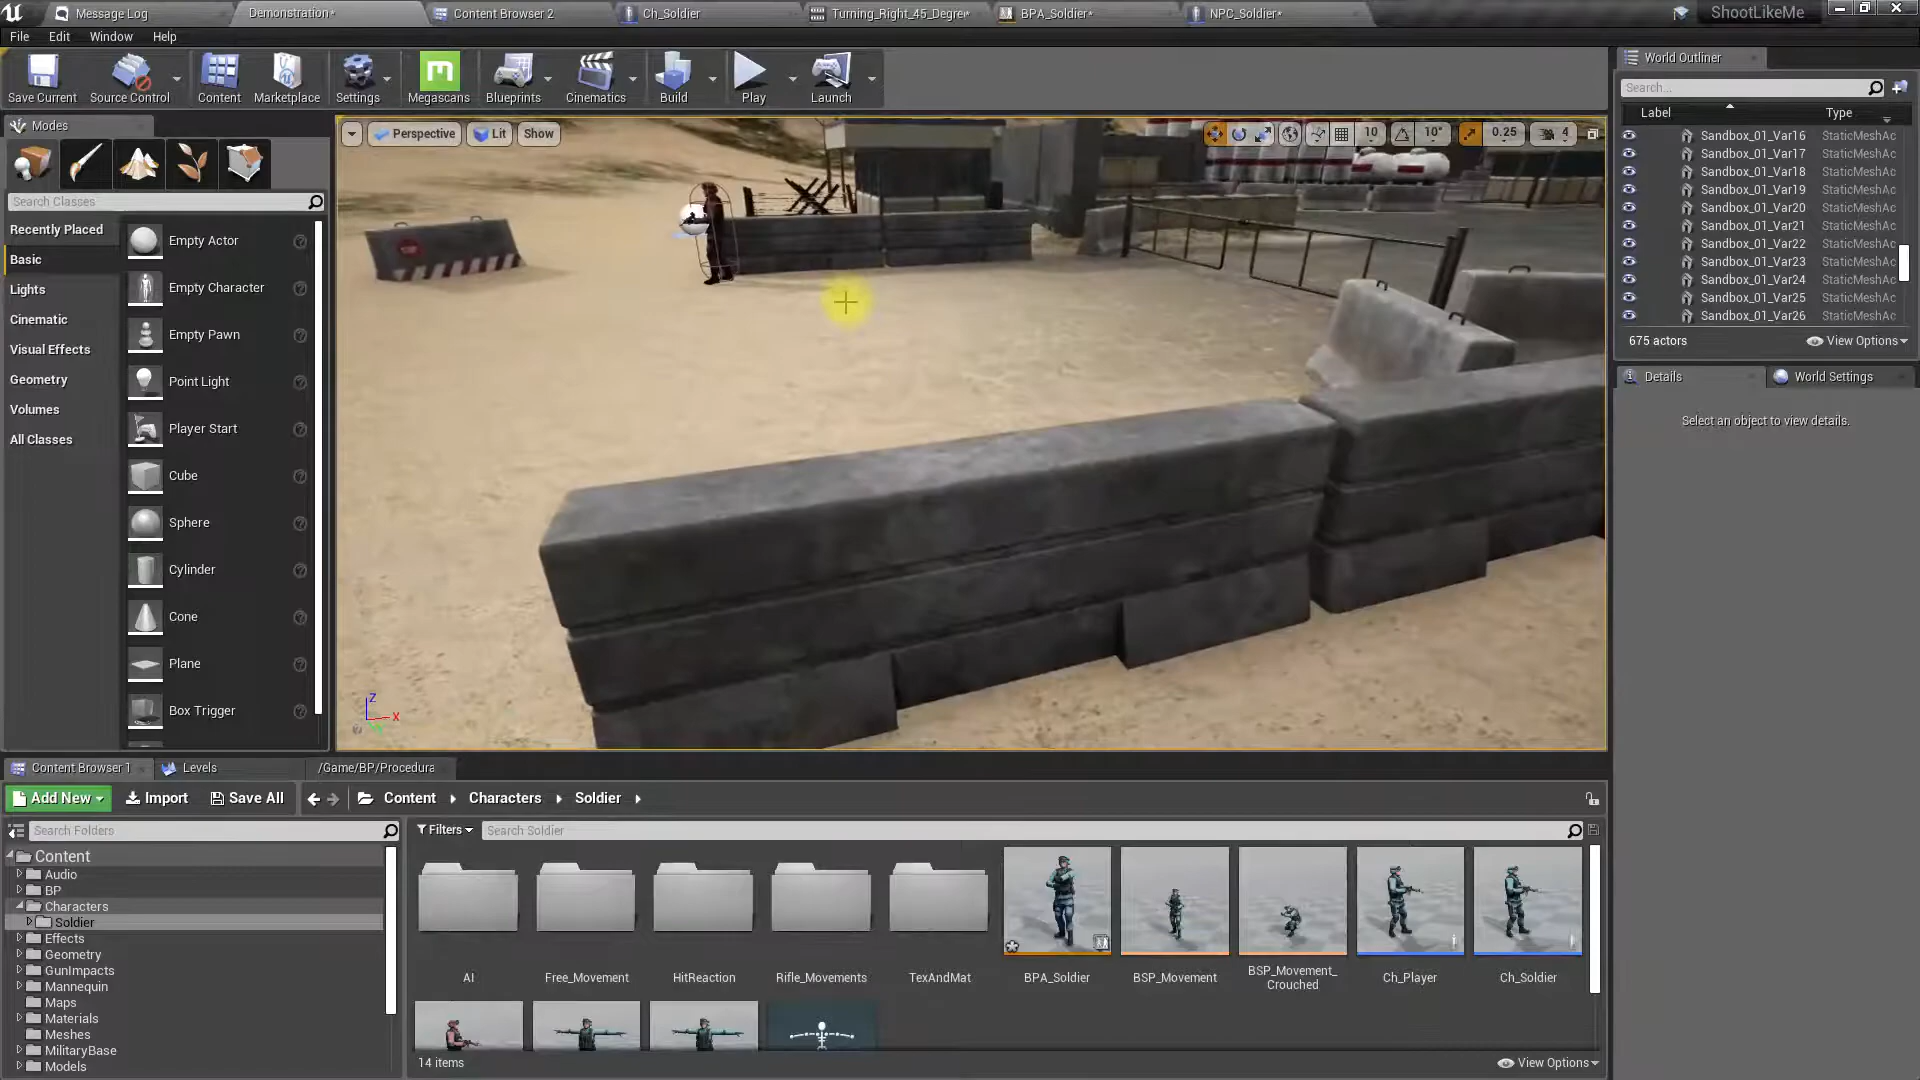 Message Log
Demonstration*
Content Browser 2
Ch_Soldier
Turning_Right_45_Degre*
BPA_Soldier*
NPC_Soldier*
ShootLikeMe
File Edit Window Help
Save Current
Source Control
Content
Marketplace
Settings
Megascans
Blueprints
Cinematics
Build
Play
Launch
Modes
Search Classes
Recently Placed
Basic
Lights
Cinematic
Visual Effects
Geometry
Volumes
All Classes
Empty Actor
Empty Character
Empty Pawn
Point Light
Player Start
Cube
Sphere
Cylinder
Cone
Plane
Box Trigger
Perspective
Lit
Show
10
10°
0.25
4
Z
X
World Outliner
Search...
Label Type
Sandbox_01_Var16 StaticMeshAc
Sandbox_01_Var17 StaticMeshAc
Sandbox_01_Var18 StaticMeshAc
Sandbox_01_Var19 StaticMeshAc
Sandbox_01_Var20 StaticMeshAc
Sandbox_01_Var21 StaticMeshAc
Sandbox_01_Var22 StaticMeshAc
Sandbox_01_Var23 StaticMeshAc
Sandbox_01_Var24 StaticMeshAc
Sandbox_01_Var25 StaticMeshAc
Sandbox_01_Var26 StaticMeshAc
675 actors
View Options
Details
World Settings
Select an object to view details.
Content Browser 1
Levels
/Game/BP/Procedura
Add New
Import
Save All
Content
Characters
Soldier
Search Folders
Filters
Search Soldier
Content
Audio
BP
Characters
Soldier
Effects
Geometry
GunImpacts
Mannequin
Maps
Materials
Meshes
MilitaryBase
Models
AI
Free_Movement
HitReaction
Rifle_Movements
TexAndMat
BPA_Soldier
BSP_Movement
BSP_Movement_
Crouched
Ch_Player
Ch_Soldier
14 items
View Options